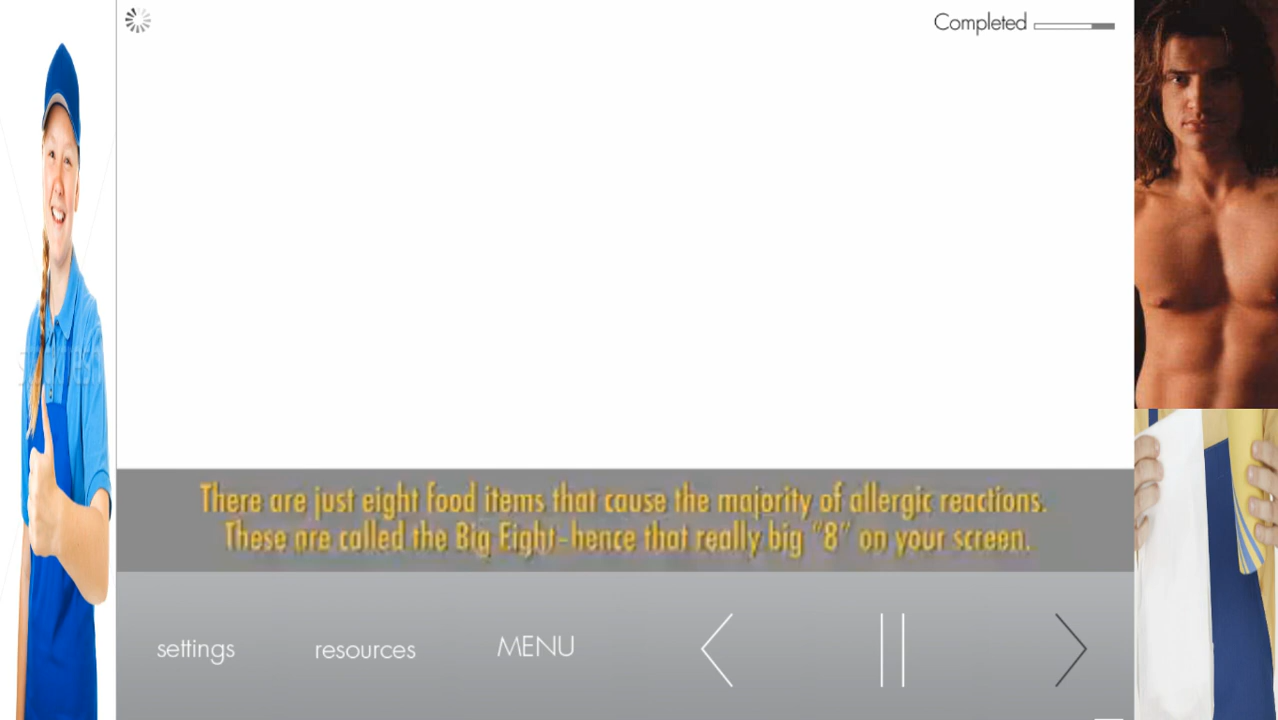 Completed
There are just eight food items that cause the majority of allergic reactions.
These are called the Big Eight-hence that really big "8" on your screen.
settings
resources
MENU